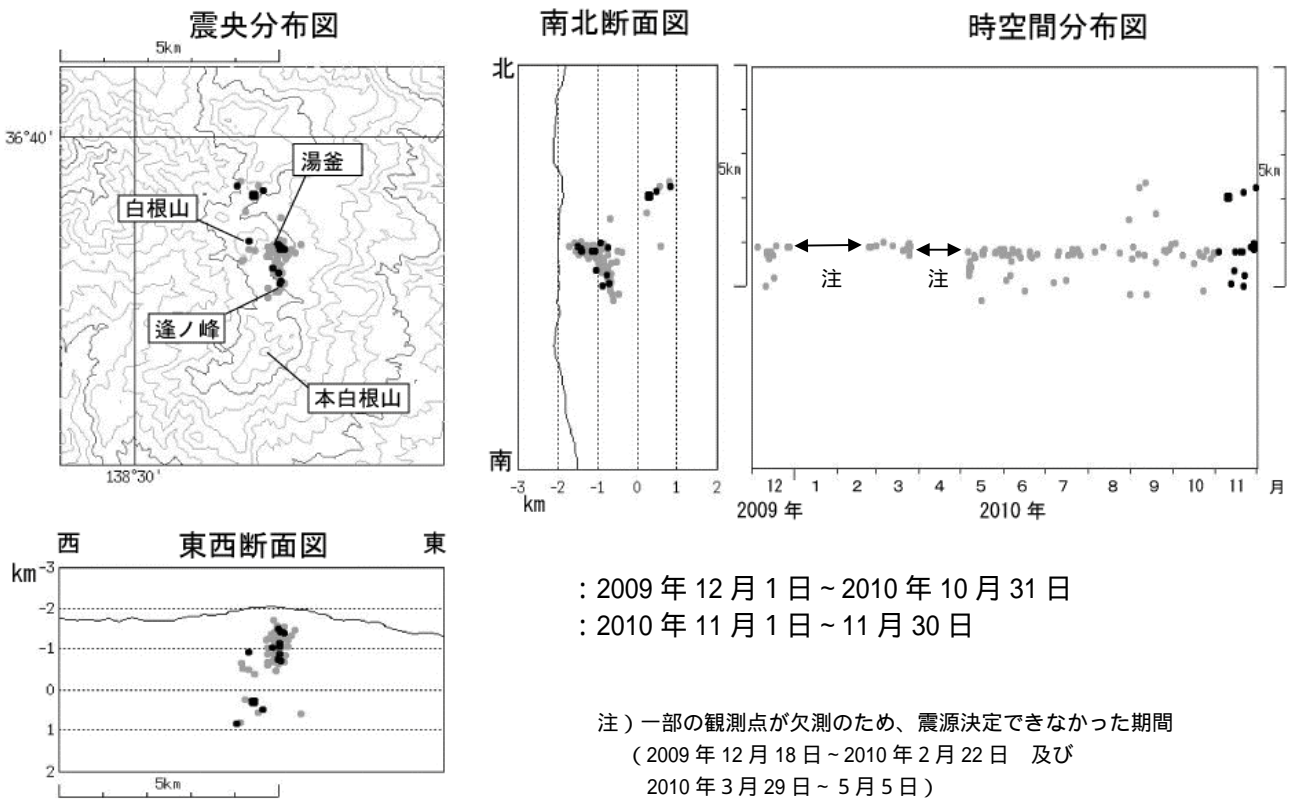 震央分布図
5km
36°40'
湯釜
白根山
逢ノ峰
本白根山
138°30'
南北断面図
北
南
-3 -2 -1 0 1 2
km
時空間分布図
5km
5km
注
注
12 1 2 3 4 5 6 7 8 9 10 11 月
2009 年 2010 年
西 東西断面図 東
km
-3
-2
-1
0
1
2
5km
：2009 年 12 月 1 日 ~ 2010 年 10 月 31 日
：2010 年 11 月 1 日 ~ 11 月 30 日
注 ) 一部の観測点が欠測のため、震源決定できなかった期間
( 2009 年 12 月 18 日 ~ 2010 年 2 月 22 日 及び
2010 年 3 月 29 日 ~ 5 月 5 日 )